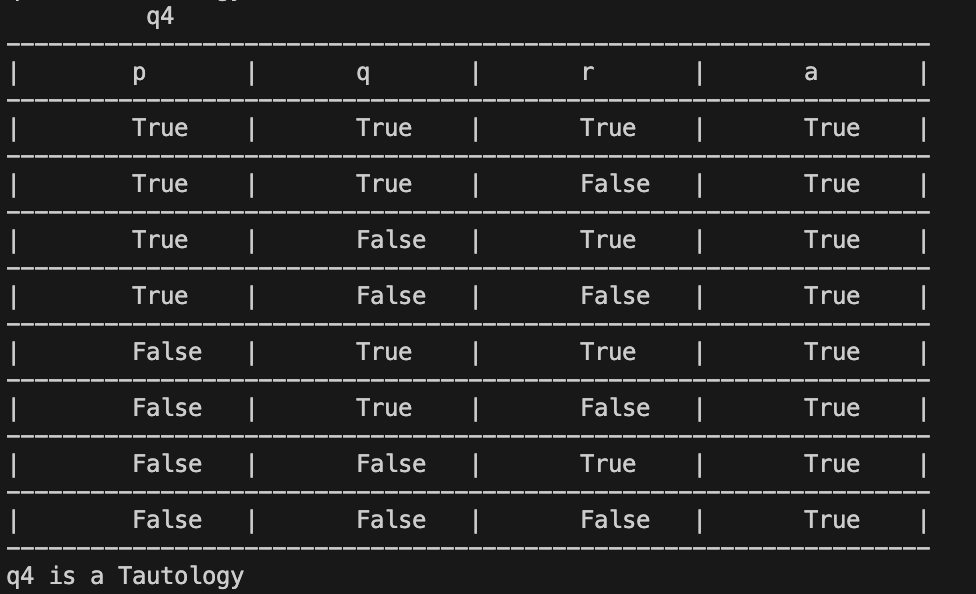 q4
| p | q | r | a |
| True | True | True | True |
| True | True | False | True |
| True | False | True | True |
| True | False | False | True |
| False | True | True | True |
| False | True | False | True |
| False | False | True | True |
| False | False | False | True |
q4 is a Tautology